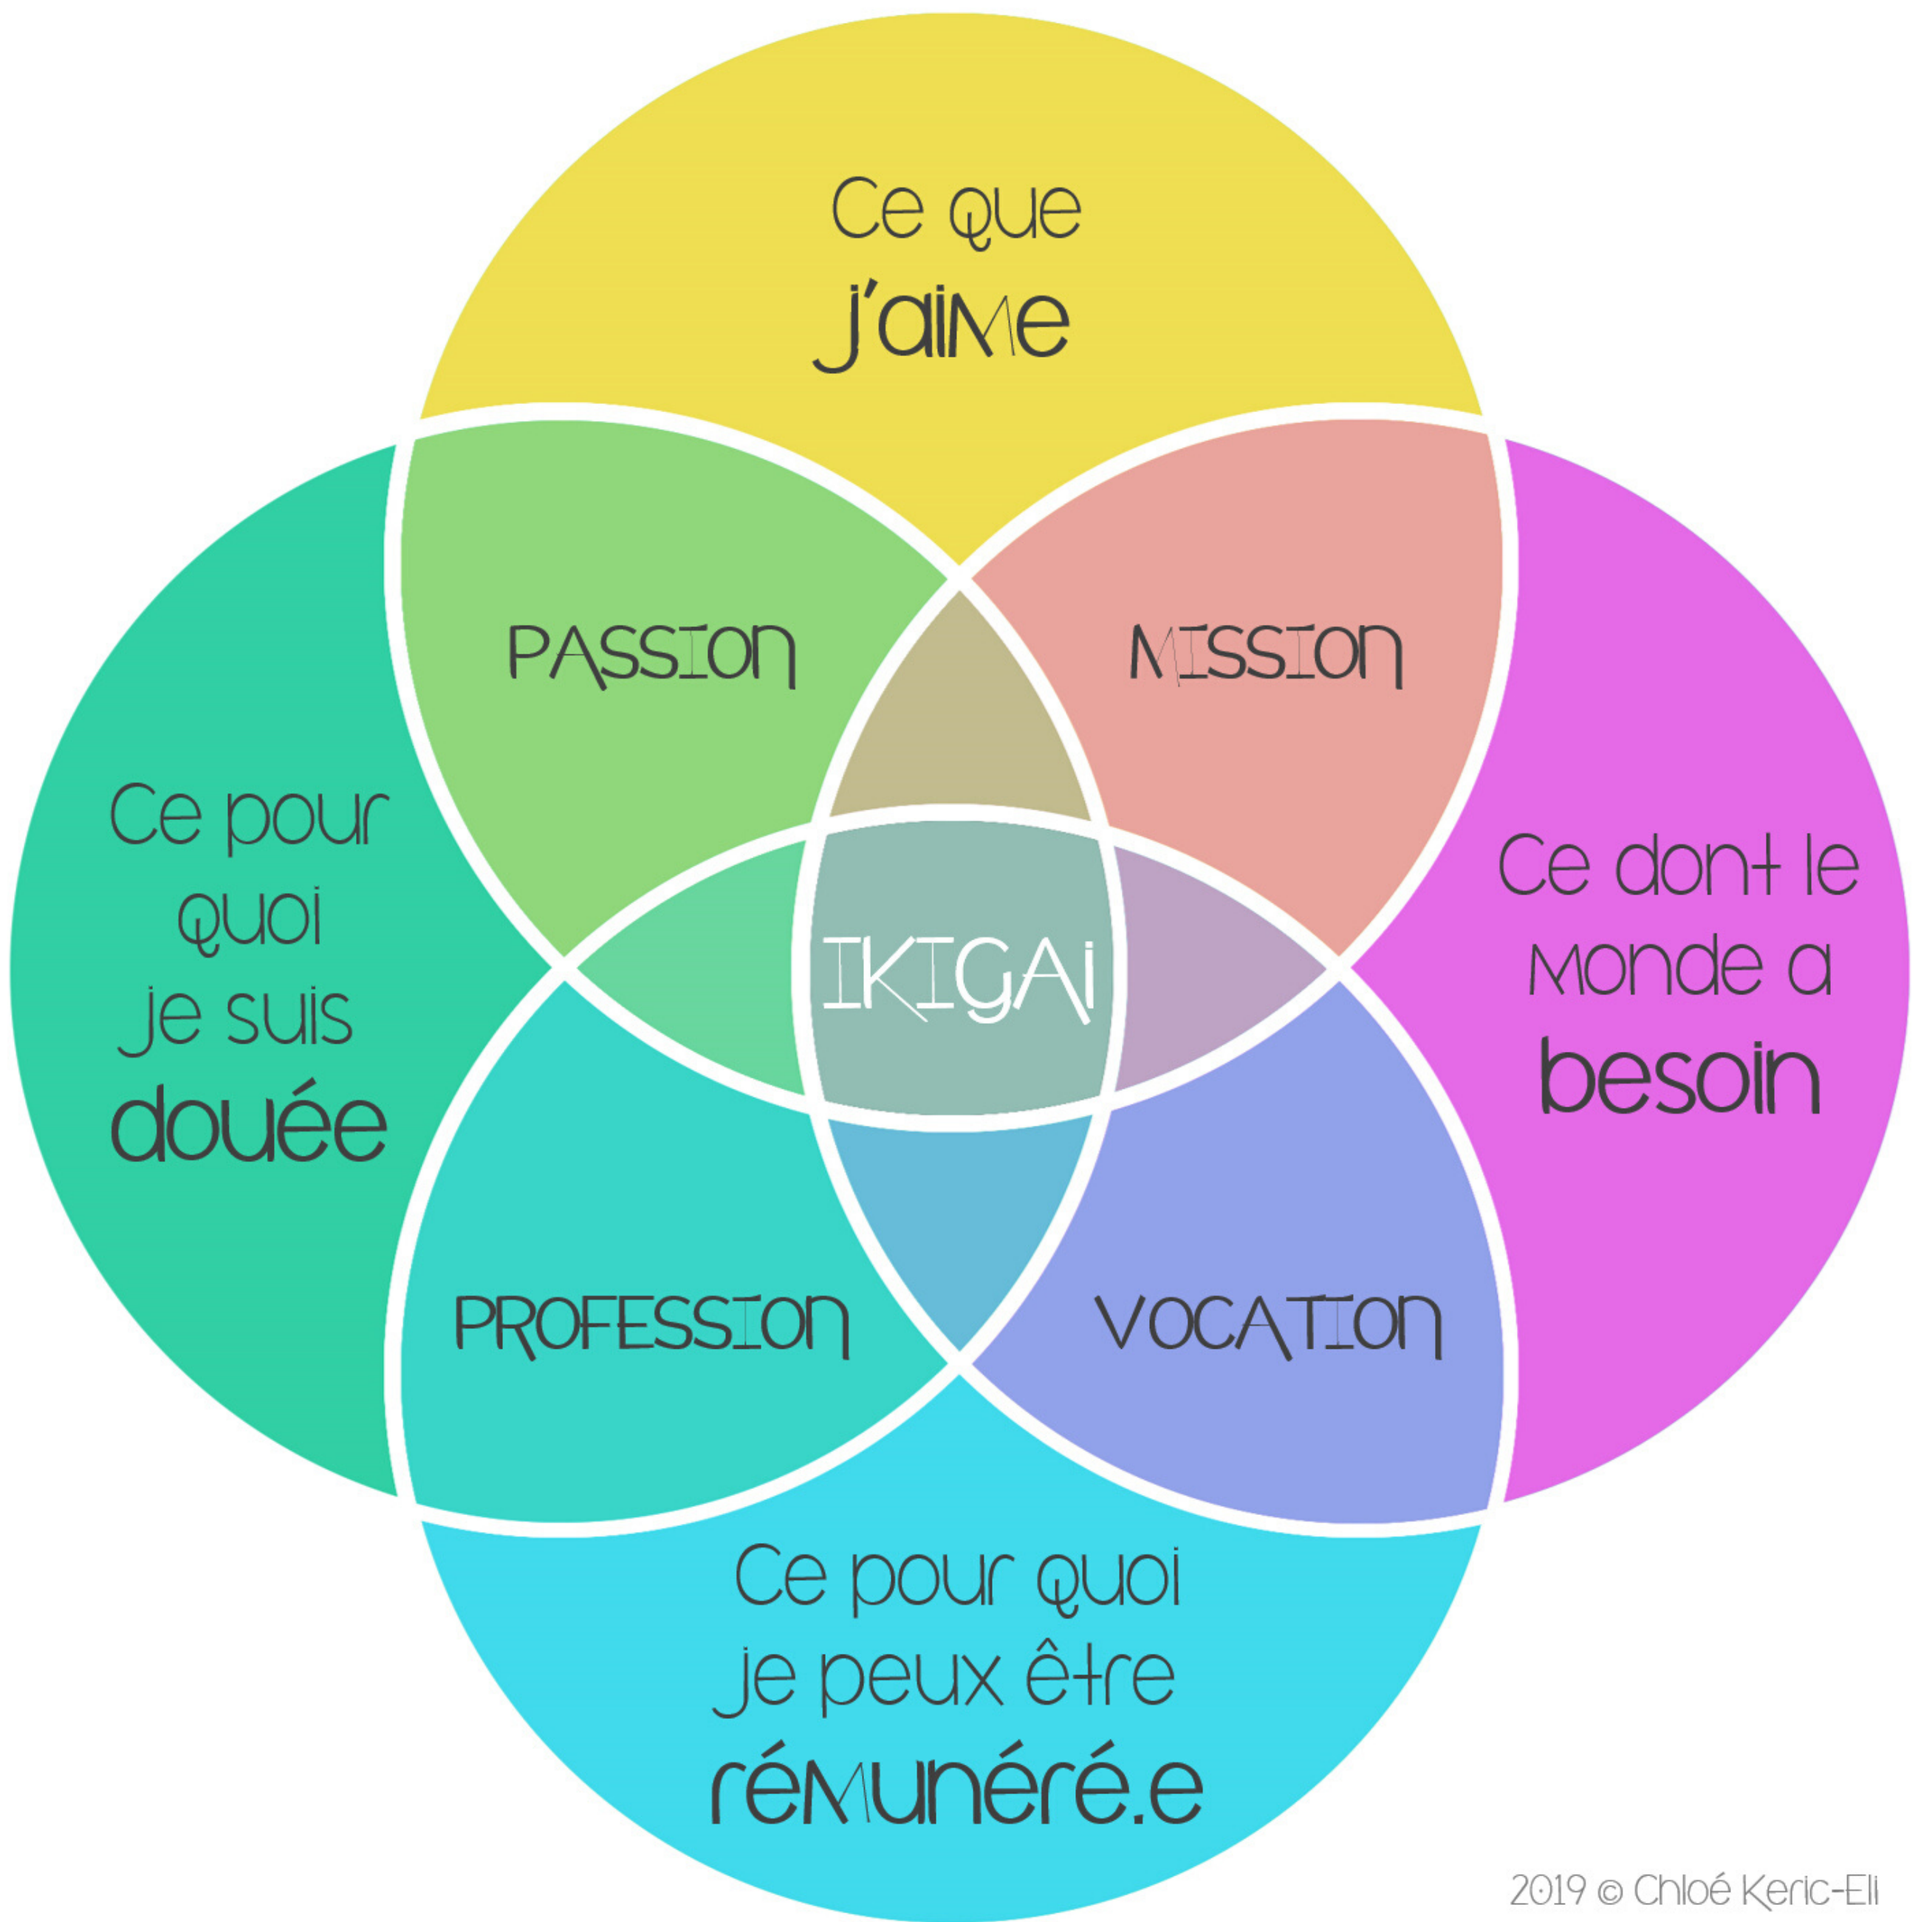 Ce que
j'aime
PASSION
MISSION
Ce pour
quoi
je suis
douée
IKIGAi
Ce dont le
Monde a
besoin
PROFESSION
VOCATION
Ce pour quoi
je peux être
rémunéré.e
2019 © Chloé Keric-Eli